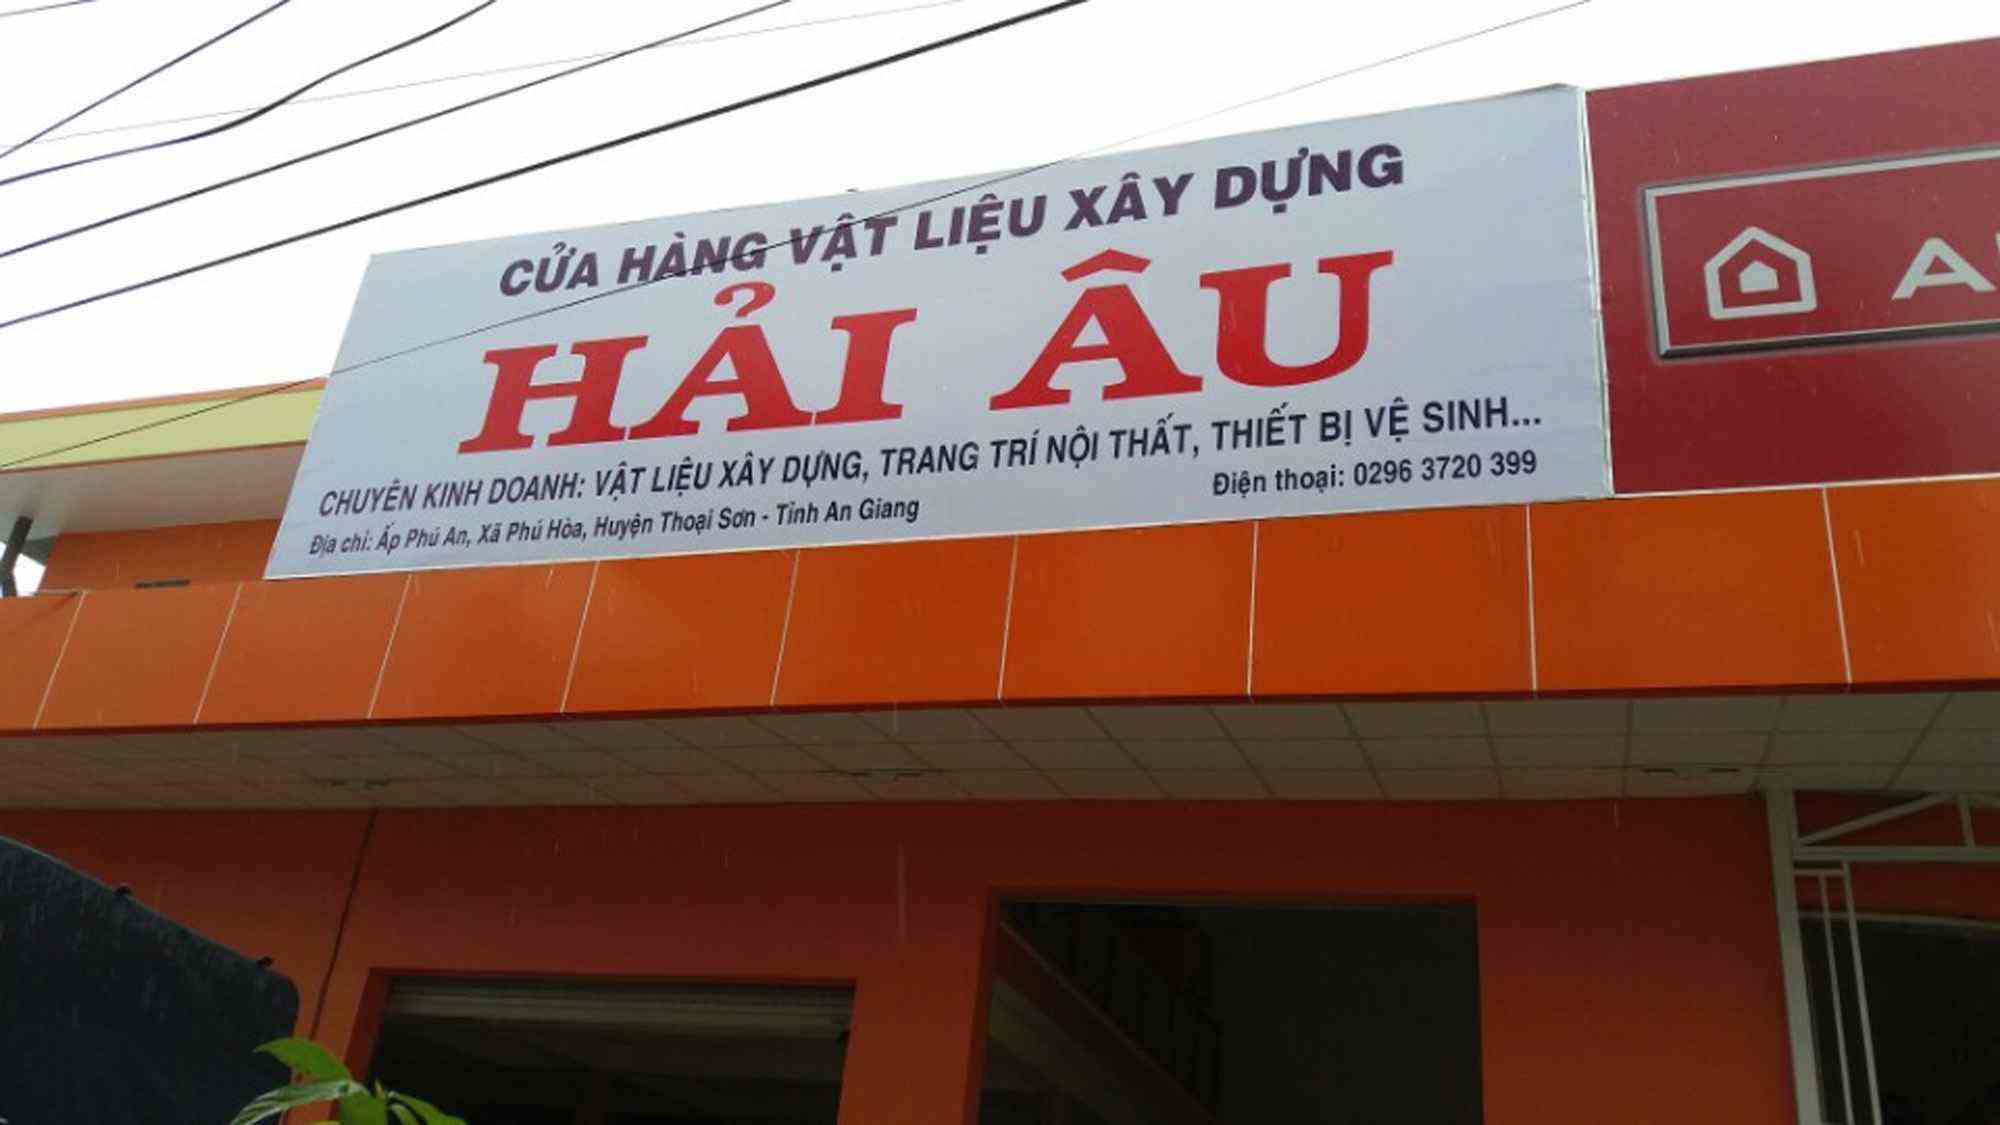 CỬA HÀNG VẬT LIỆU XÂY DỰNG
HẢI ÂU
CHUYÊN KINH DOANH: VẬT LIỆU XÂY DỰNG, TRANG TRÍ NỘI THẤT, THIẾT BỊ VỆ SINH...
Địa chỉ: Ấp Phú An, Xã Phú Hòa, Huyện Thoại Sơn - Tỉnh An Giang
Điện thoại: 0296 3720 399